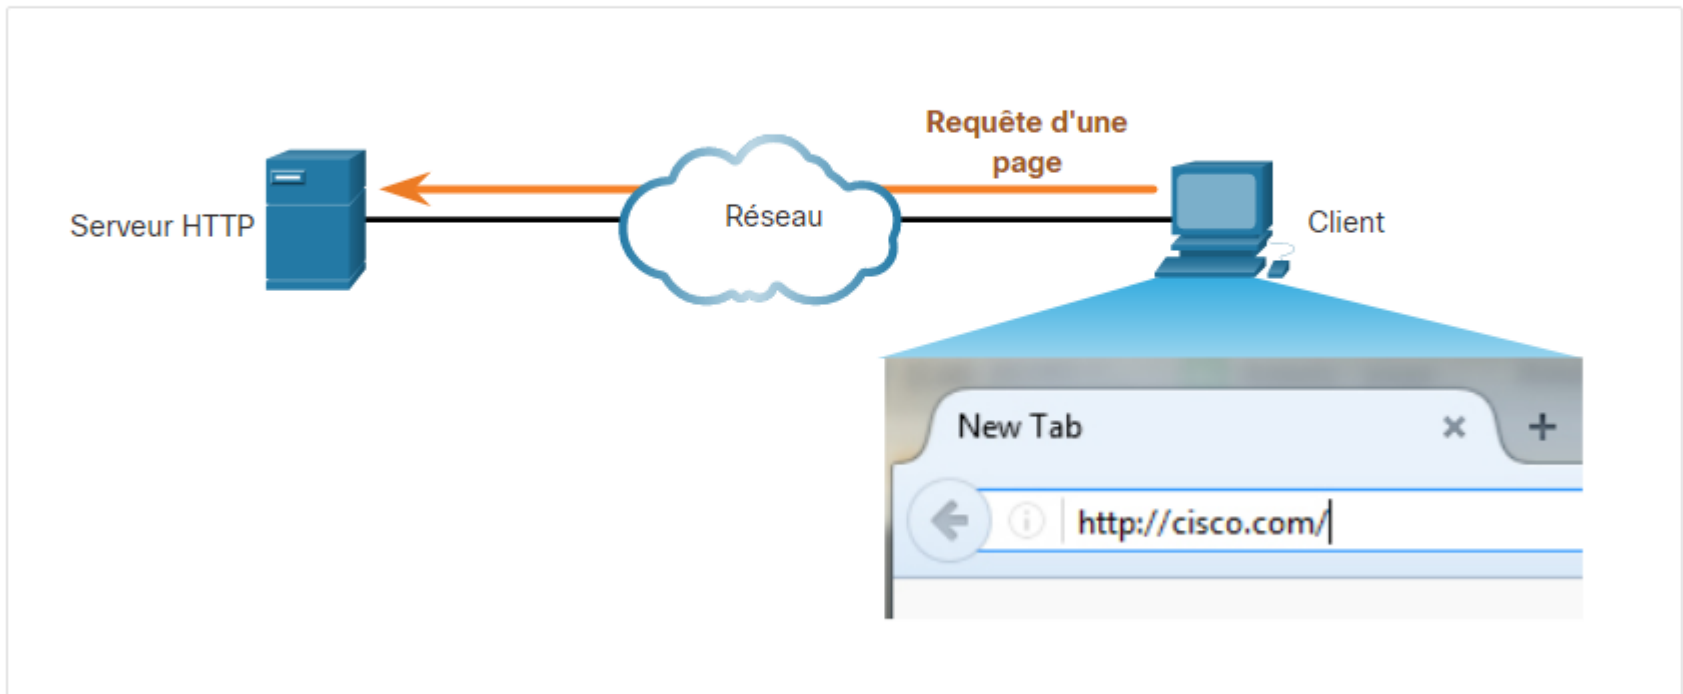 Requête d'une
page
Serveur HTTP
Réseau
Client
New Tab
http://cisco.com/